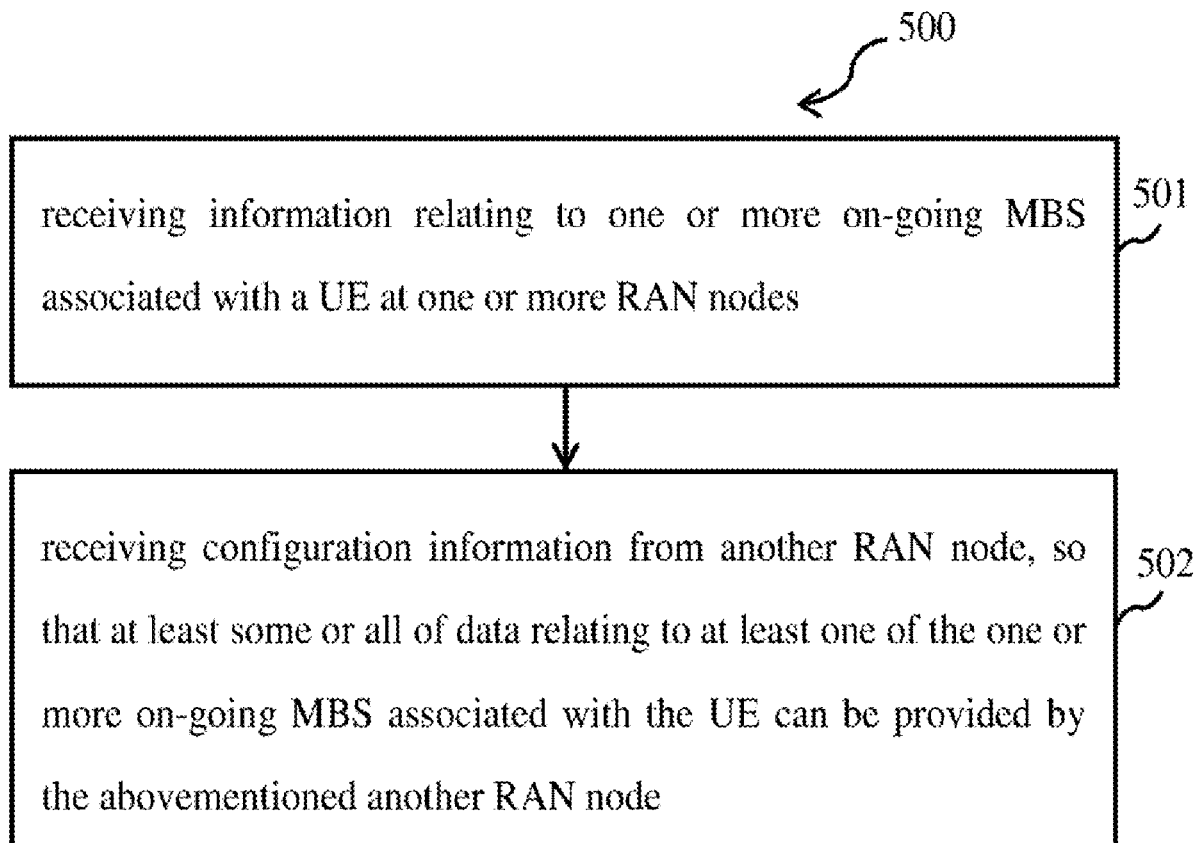 500
receiving information relating to one or more on-going MBS
501
associated with a UE at one or more RAN nodes
receiving configuration information from another RAN node, so
502
that at least some or all of data relating to at least one of the one or
more on-going MBS associated with the UE can be provided by
the abovementioned another RAN node